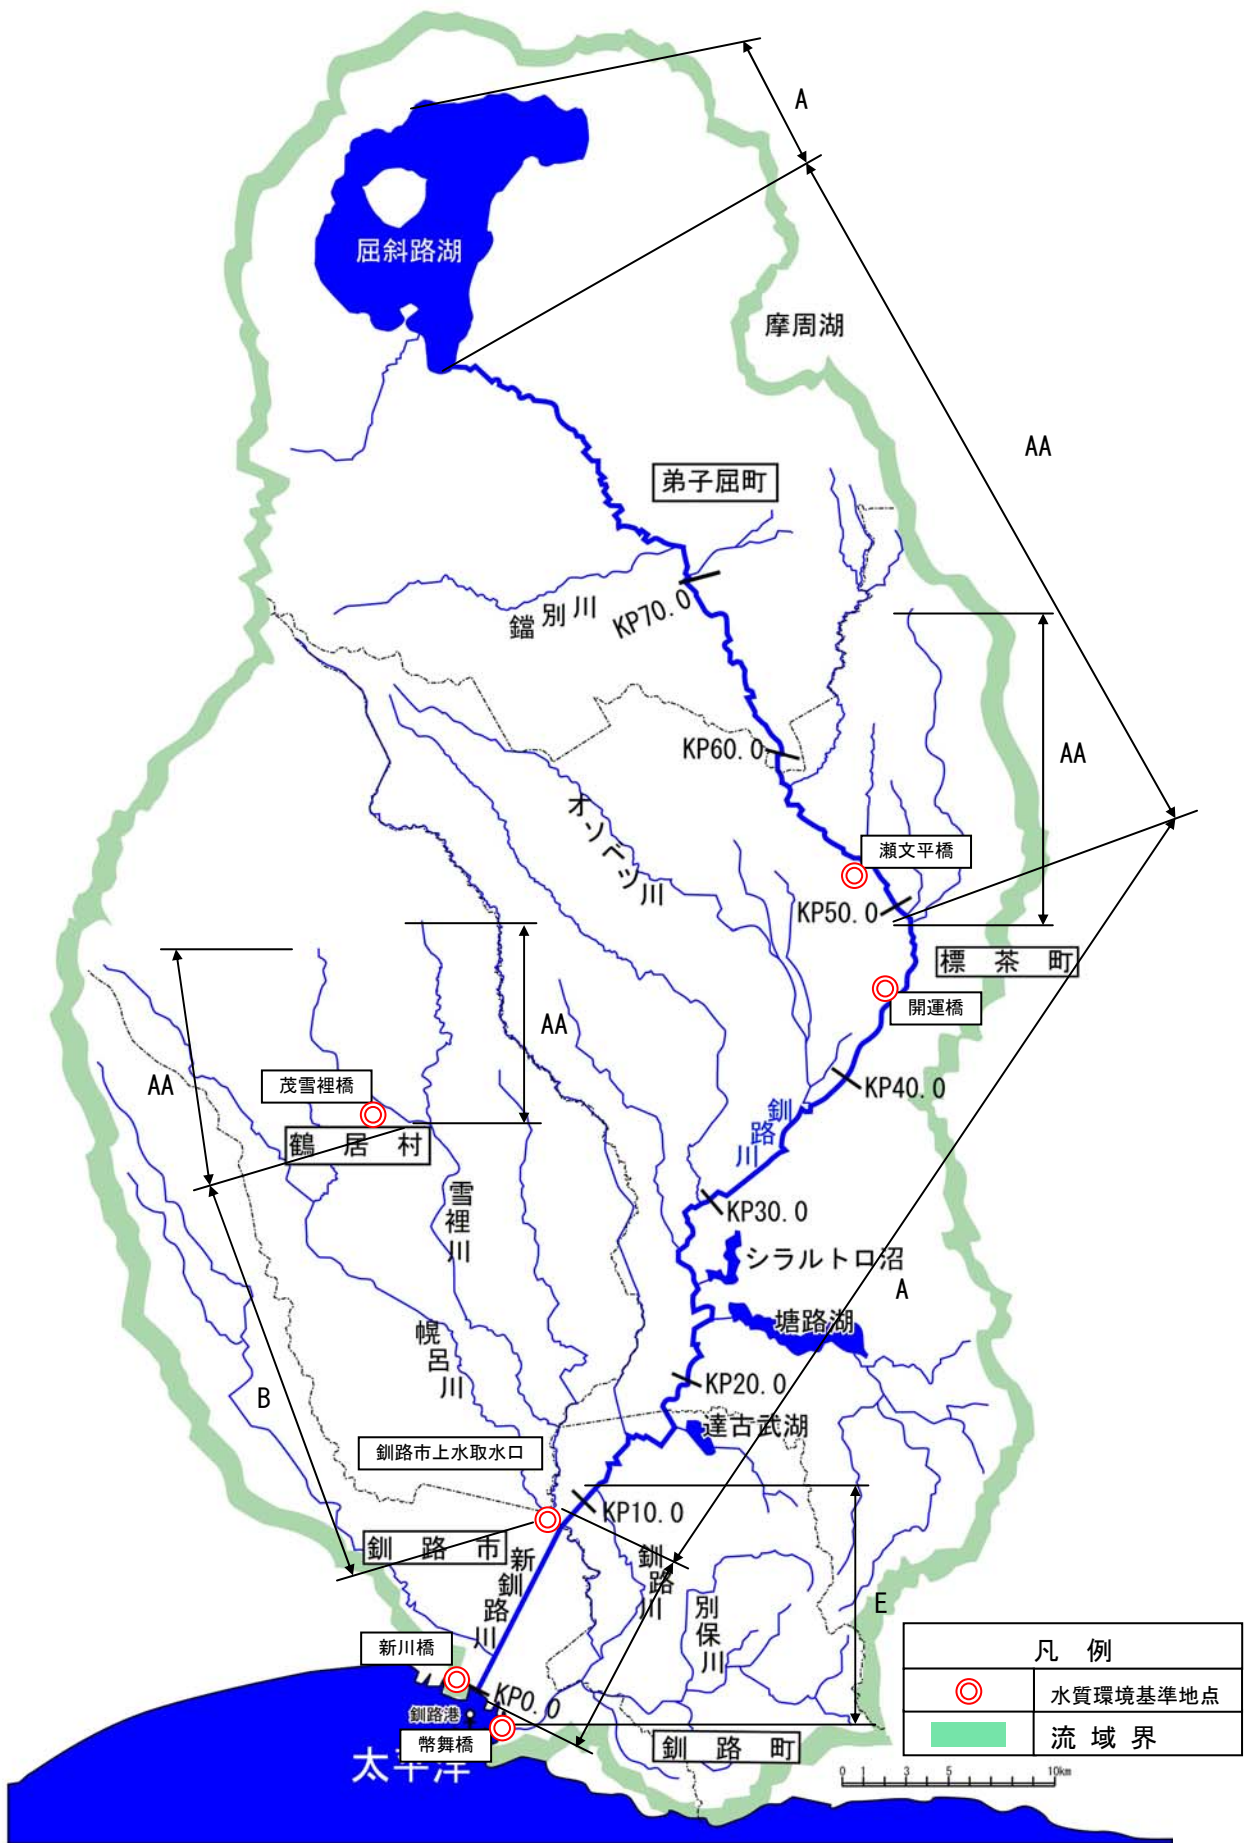 A
屈斜路湖
摩周湖
AA
弟子屈町
鐺別川
KP70.0
KP60.0
AA
オソベツ川
瀬文平橋
KP50.0
標茶町
開運橋
AA
AA
茂雪裡橋
鶴居村
KP40.0
釧路川
雪裡川
KP30.0
シラルトロ沼
A
塘路湖
幌呂川
KP20.0
B
達古武湖
釧路市上水取水口
KP10.0
釧路市
新釧路川
釧路川
別保川
E
新川橋
KP0.0
釧路港
幣舞橋
太平洋
釧路町
凡例
水質環境基準地点
流域界
0 1 3 5 10km